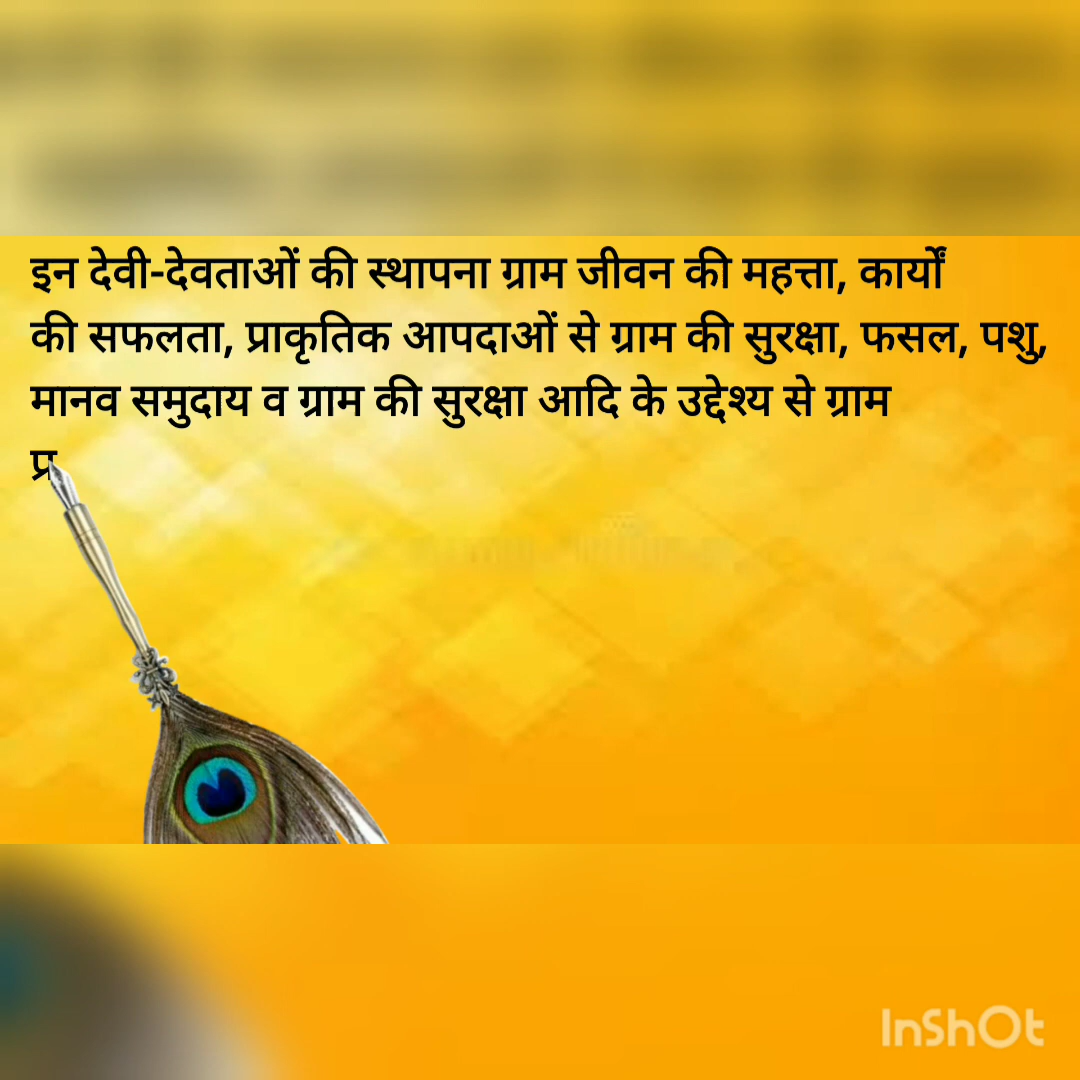 इन देवी-देवताओं की स्थापना ग्राम जीवन की महत्ता, कार्यों
की सफलता, प्राकृतिक आपदाओं से ग्राम की सुरक्षा, फसल, पशु,
मानव समुदाय व ग्राम की सुरक्षा आदि के उद्देश्य से ग्राम
प्र
InShOt